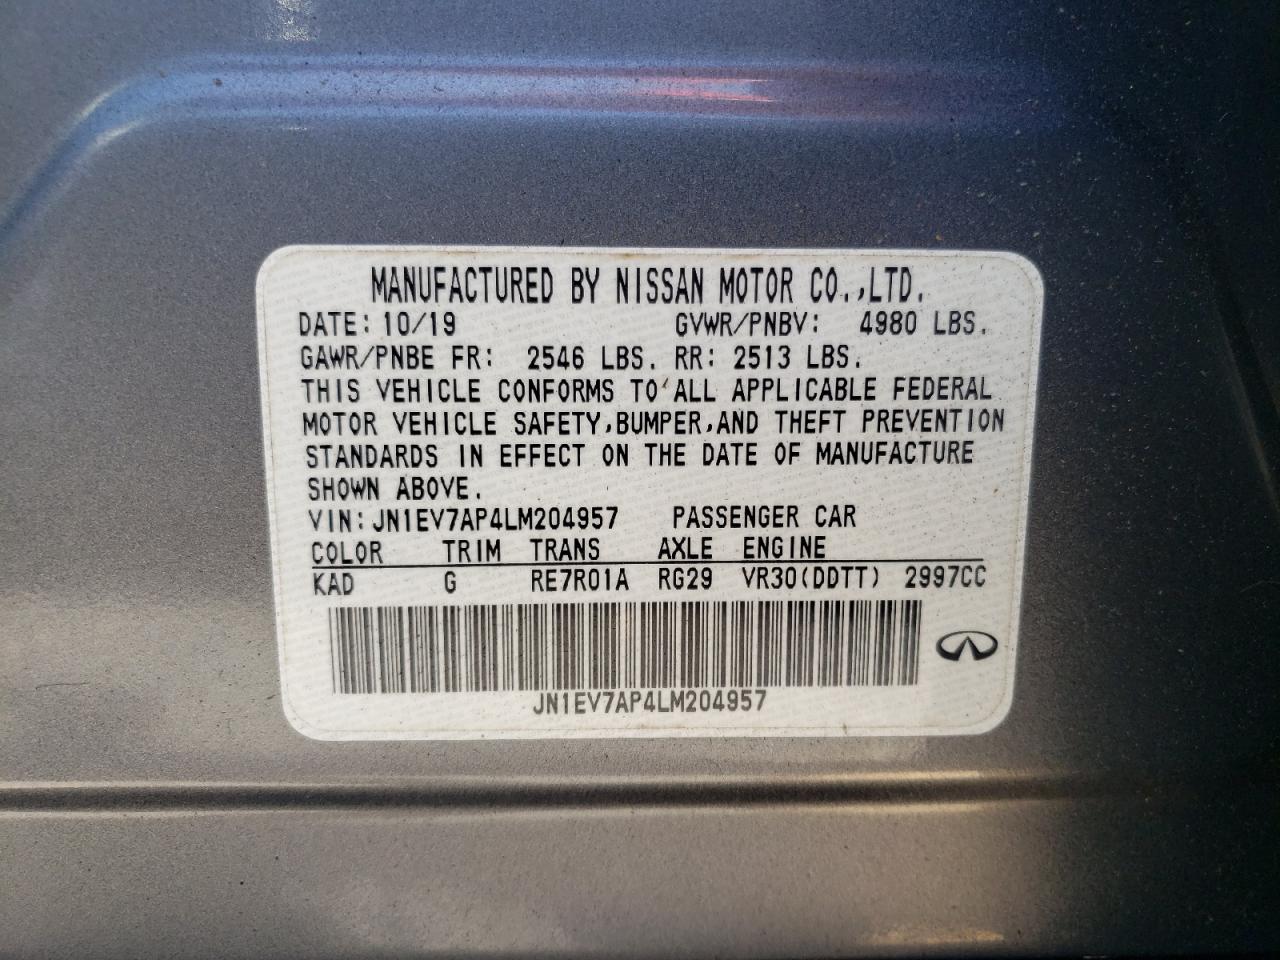 MANUFACTURED BY NISSAN MOTOR CO.,LTD.
DATE: 10/19 GVWR/PNBV: 4980 LBS.
GAWR/PNBE FR: 2546 LBS. RR: 2513 LBS.
THIS VEHICLE CONFORMS TO ALL APPLICABLE FEDERAL
MOTOR VEHICLE SAFETY,BUMPER,AND THEFT PREVENTION
STANDARDS IN EFFECT ON THE DATE OF MANUFACTURE
SHOWN ABOVE.
VIN:JN1EV7AP4LM204957 PASSENGER CAR
COLOR TRIM TRANS AXLE ENGINE
KAD G RE7R01A RG29 VR30(DDTT) 2997CC
JN1EV7AP4LM204957